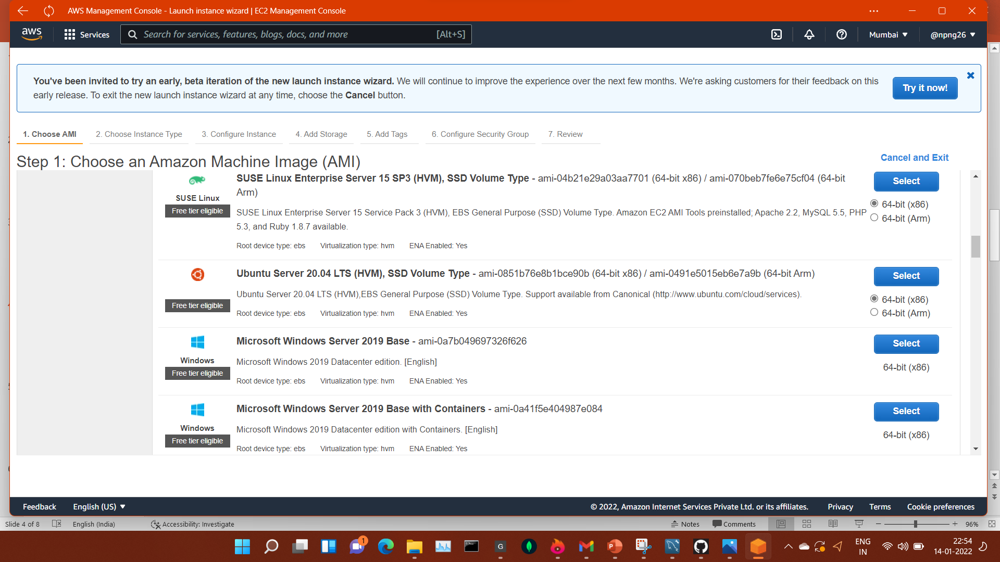 AWS Management Console - Launch instance wizard | EC2 Management Console
aws
Services
Search for services, features, blogs, docs, and more
[Alt+S]
Mumbai
@npng26
You've been invited to try an early, beta iteration of the new launch instance wizard. We will continue to improve the experience over the next few months. We're asking customers for their feedback on this
early release. To exit the new launch instance wizard at any time, choose the Cancel button.
Try it now!
1. Choose AMI
2. Choose Instance Type
3. Configure Instance
4. Add Storage
5. Add Tags
6. Configure Security Group
7. Review
Step 1: Choose an Amazon Machine Image (AMI)
Cancel and Exit
SUSE Linux
Free tier eligible
SUSE Linux Enterprise Server 15 SP3 (HVM), SSD Volume Type - ami-04b21e29a03aa7701 (64-bit x86) / ami-070beb7fe6e75cf04 (64-bit
Arm)
SUSE Linux Enterprise Server 15 Service Pack 3 (HVM), EBS General Purpose (SSD) Volume Type. Amazon EC2 AMI Tools preinstalled; Apache 2.2, MySQL 5.5, PHP
5.3, and Ruby 1.8.7 available.
Root device type: ebs
Virtualization type: hvm
ENA Enabled: Yes
Select
64-bit (x86)
64-bit (Arm)
Free tier eligible
Ubuntu Server 20.04 LTS (HVM), SSD Volume Type - ami-0851b76e8b1bce90b (64-bit x86) / ami-0491e5015eb6e7a9b (64-bit Arm)
Ubuntu Server 20.04 LTS (HVM),EBS General Purpose (SSD) Volume Type. Support available from Canonical (http://www.ubuntu.com/cloud/services).
Root device type: ebs
Virtualization type: hvm
ENA Enabled: Yes
Select
64-bit (x86)
64-bit (Arm)
Windows
Free tier eligible
Microsoft Windows Server 2019 Base - ami-0a7b049697326f626
Microsoft Windows 2019 Datacenter edition. [English]
Root device type: ebs
Virtualization type: hvm
ENA Enabled: Yes
Select
64-bit (x86)
Windows
Free tier eligible
Microsoft Windows Server 2019 Base with Containers - ami-0a41f5e404987e084
Microsoft Windows 2019 Datacenter edition with Containers. [English]
Root device type: ebs
Virtualization type: hvm
ENA Enabled: Yes
Select
64-bit (x86)
Feedback
English (US)
© 2022, Amazon Internet Services Private Ltd. or its affiliates.
Privacy
Terms
Cookie preferences
Slide 4 of 8
English (India)
Accessibility: Investigate
Notes
Comments
96%
1
G
P
ENG
IN
22:54
14-01-2022